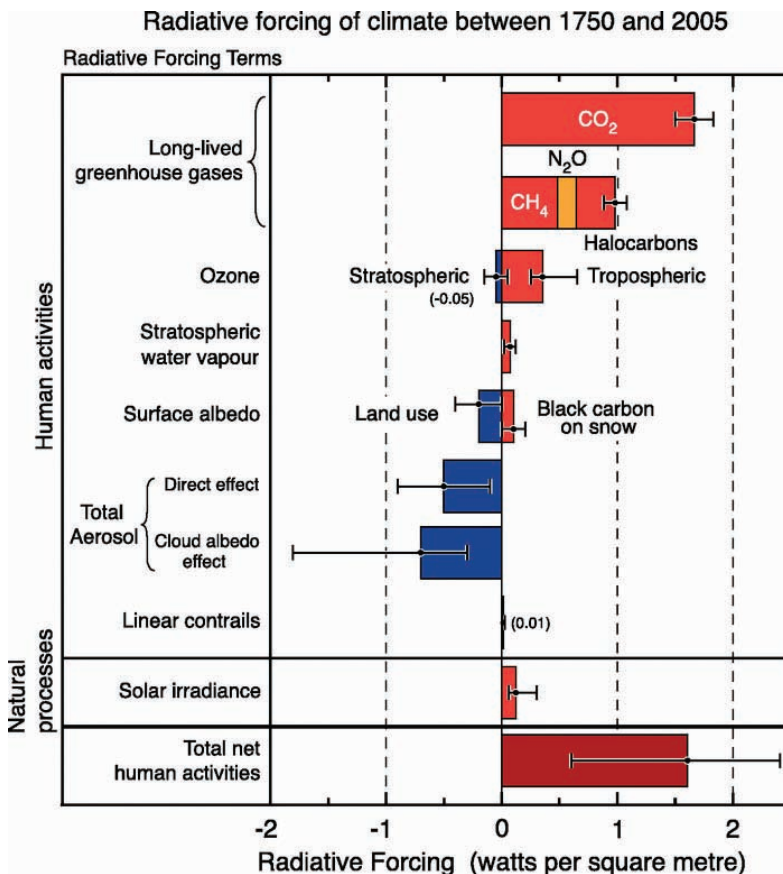 Radiative forcing of climate between 1750 and 2005
Radiative Forcing Terms
Human activities
Long-lived
greenhouse gases
CO₂
N₂O
CH₄
Halocarbons
Ozone
Stratospheric
(-0.05)
Tropospheric
Stratospheric
water vapour
Surface albedo
Land use
Black carbon
on snow
Total
Aerosol
Direct effect
Cloud albedo
effect
Linear contrails
(0.01)
Natural
processes
Solar irradiance
Total net
human activities
-2 -1 0 1 2
Radiative Forcing (watts per square metre)